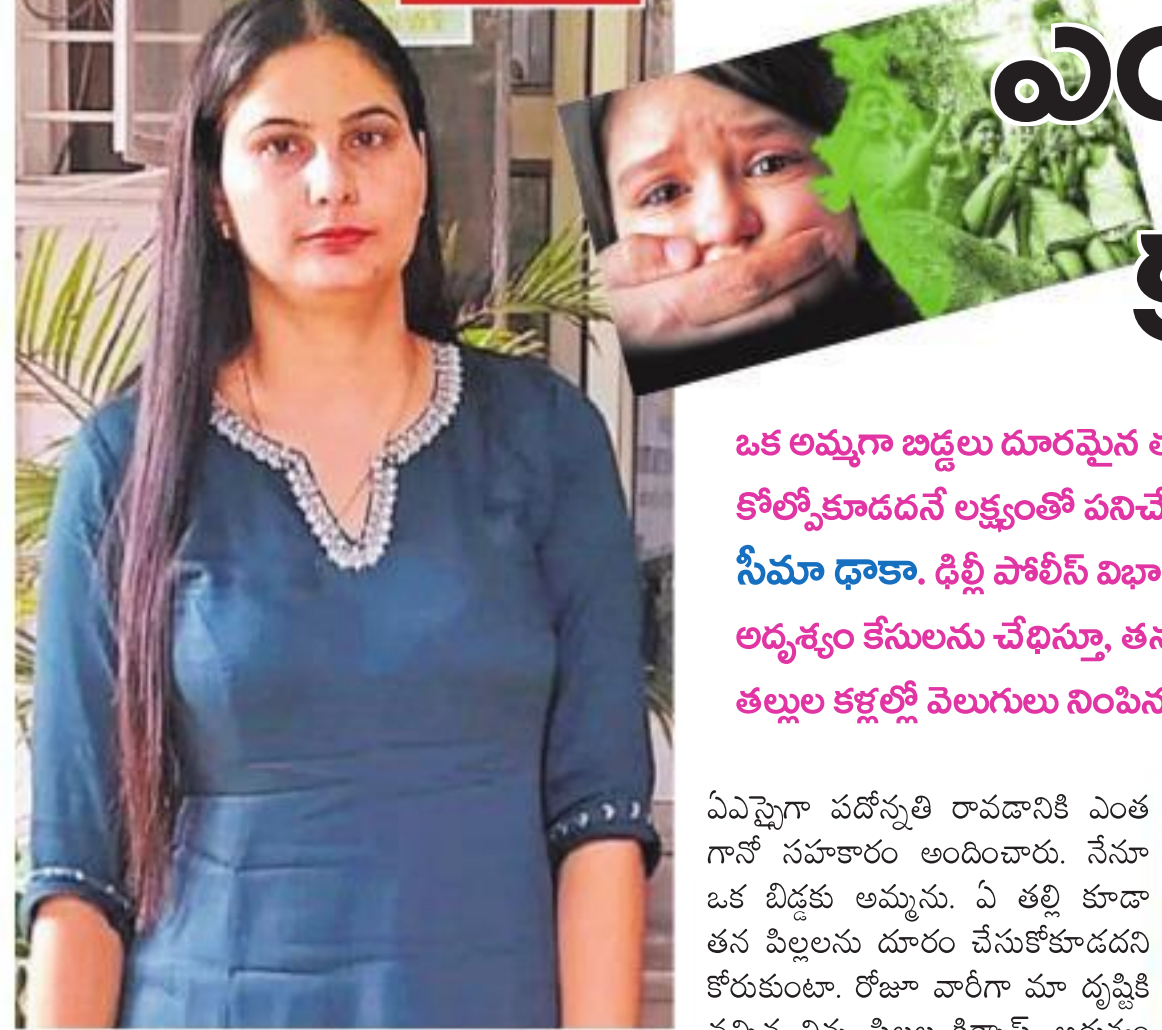 ఎం
ఒక అమ్మగా బిడ్డలు దూరమైన
కోల్పోకూడదనే లక్ష్యంతో పనిచే
సీమా ఢాకా. ఢిల్లీ పోలీస్ విభా
అదృశ్యం కేసులను చేధిస్తూ, తన
తల్లుల కళ్లల్లో వెలుగులు నింపిన
ఏఎస్సైగా పదోన్నతి రావడానికి ఎంత
గానో సహకారం అందించారు. నేనూ
ఒక బిడ్డకు అమ్మను. ఏ తల్లి కూడా
తన పిల్లలను దూరం చేసుకోకూడదని
కోరుకుంటా. రోజూ వారీగా మా దృష్టికి